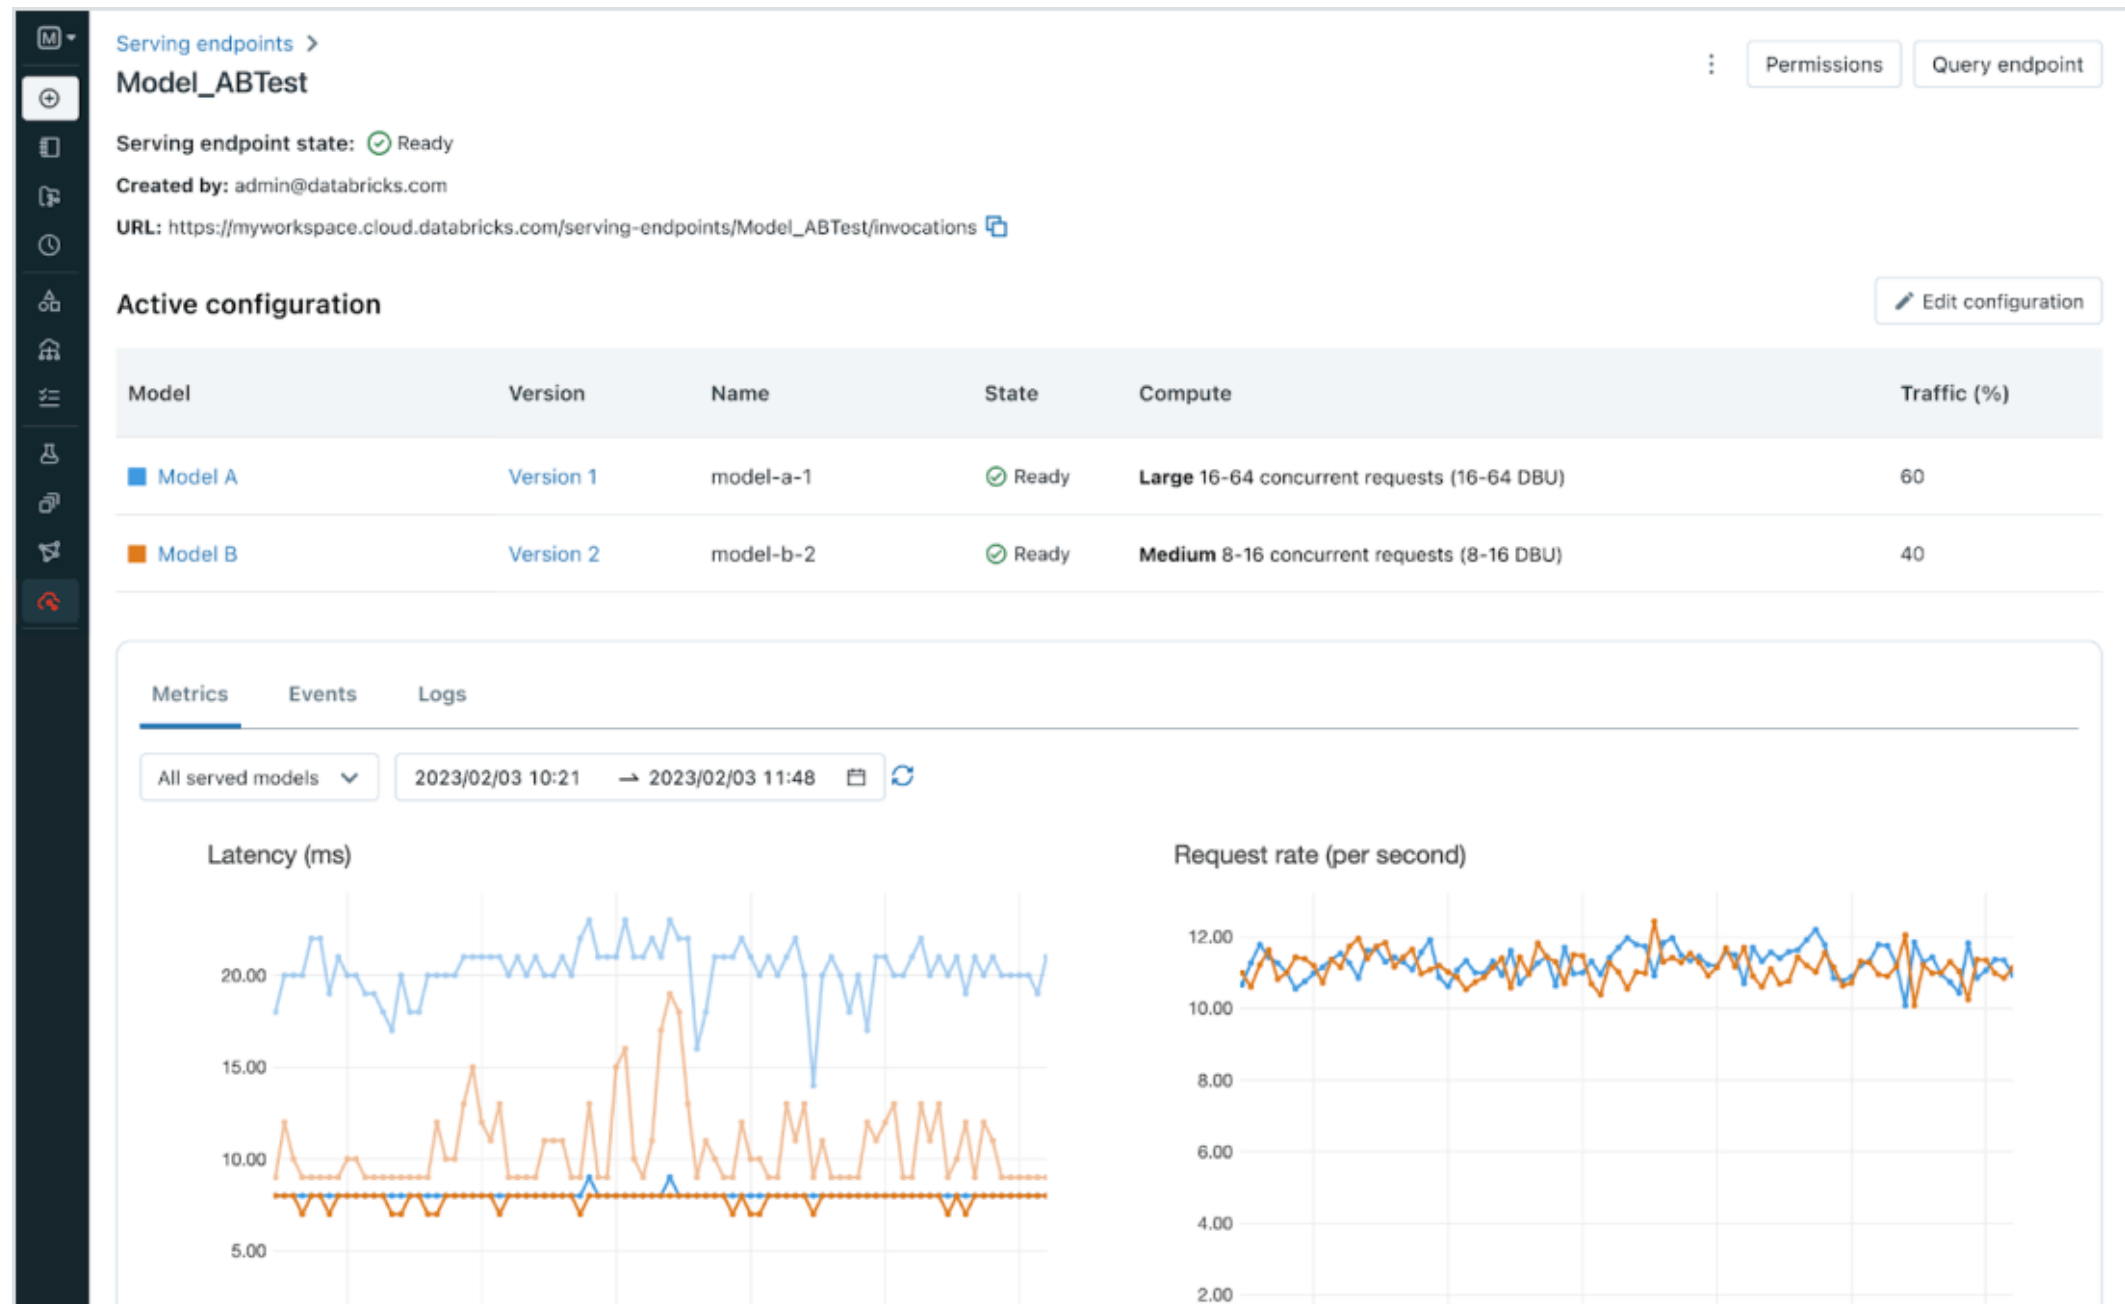 M
Serving endpoints >
Model_ABTest
Permissions
Query endpoint
Serving endpoint state: Ready
Created by: admin@databricks.com
URL: https://myworkspace.cloud.databricks.com/serving-endpoints/Model_ABTest/invocations
Active configuration
Edit configuration
Model Version Name State Compute Traffic (%)
Model A Version 1 model-a-1 Ready Large 16-64 concurrent requests (16-64 DBU) 60
Model B Version 2 model-b-2 Ready Medium 8-16 concurrent requests (8-16 DBU) 40
Metrics Events Logs
All served models 2023/02/03 10:21 → 2023/02/03 11:48
Latency (ms)
20.00
15.00
10.00
5.00
Request rate (per second)
12.00
10.00
8.00
6.00
4.00
2.00